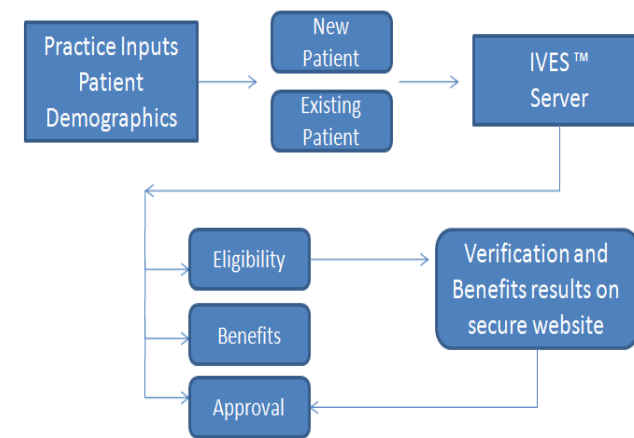 Practice Inputs
Patient
Demographics
New
Patient
Existing
Patient
IVES ™
Server
Eligibility
Benefits
Approval
Verification and
Benefits results on
secure website